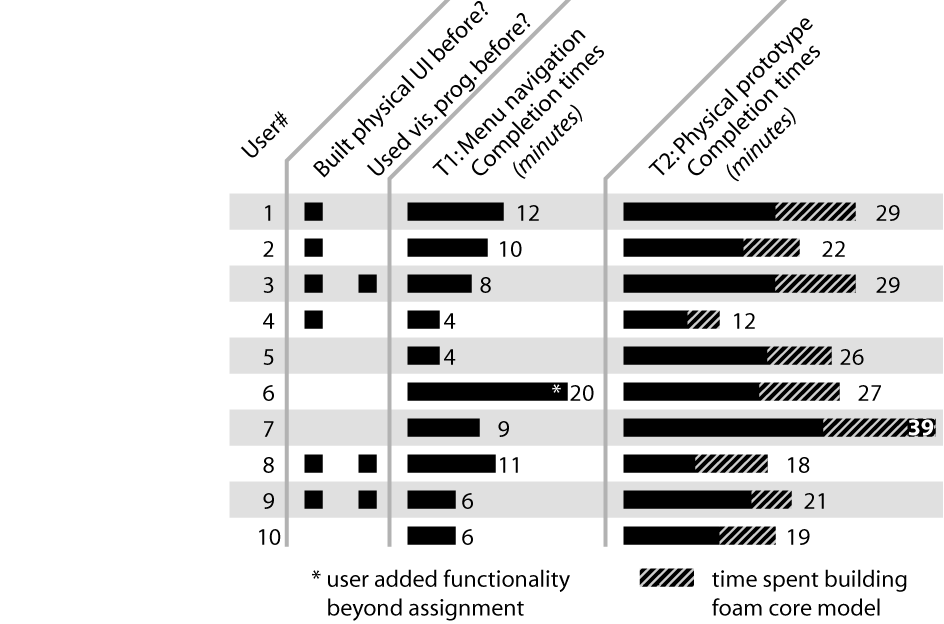 User#
Built physical UI before?
Used vis. prog. before?
T1: Menu navigation
Completion times
(minutes)
T2: Physical prototype
Completion times
(minutes)
1 12 29
2 10 22
3 8 29
4 4 12
5 4 26
6 * 20 27
7 9 39
8 11 18
9 6 21
10 6 19
* user added functionality
beyond assignment
time spent building
foam core model